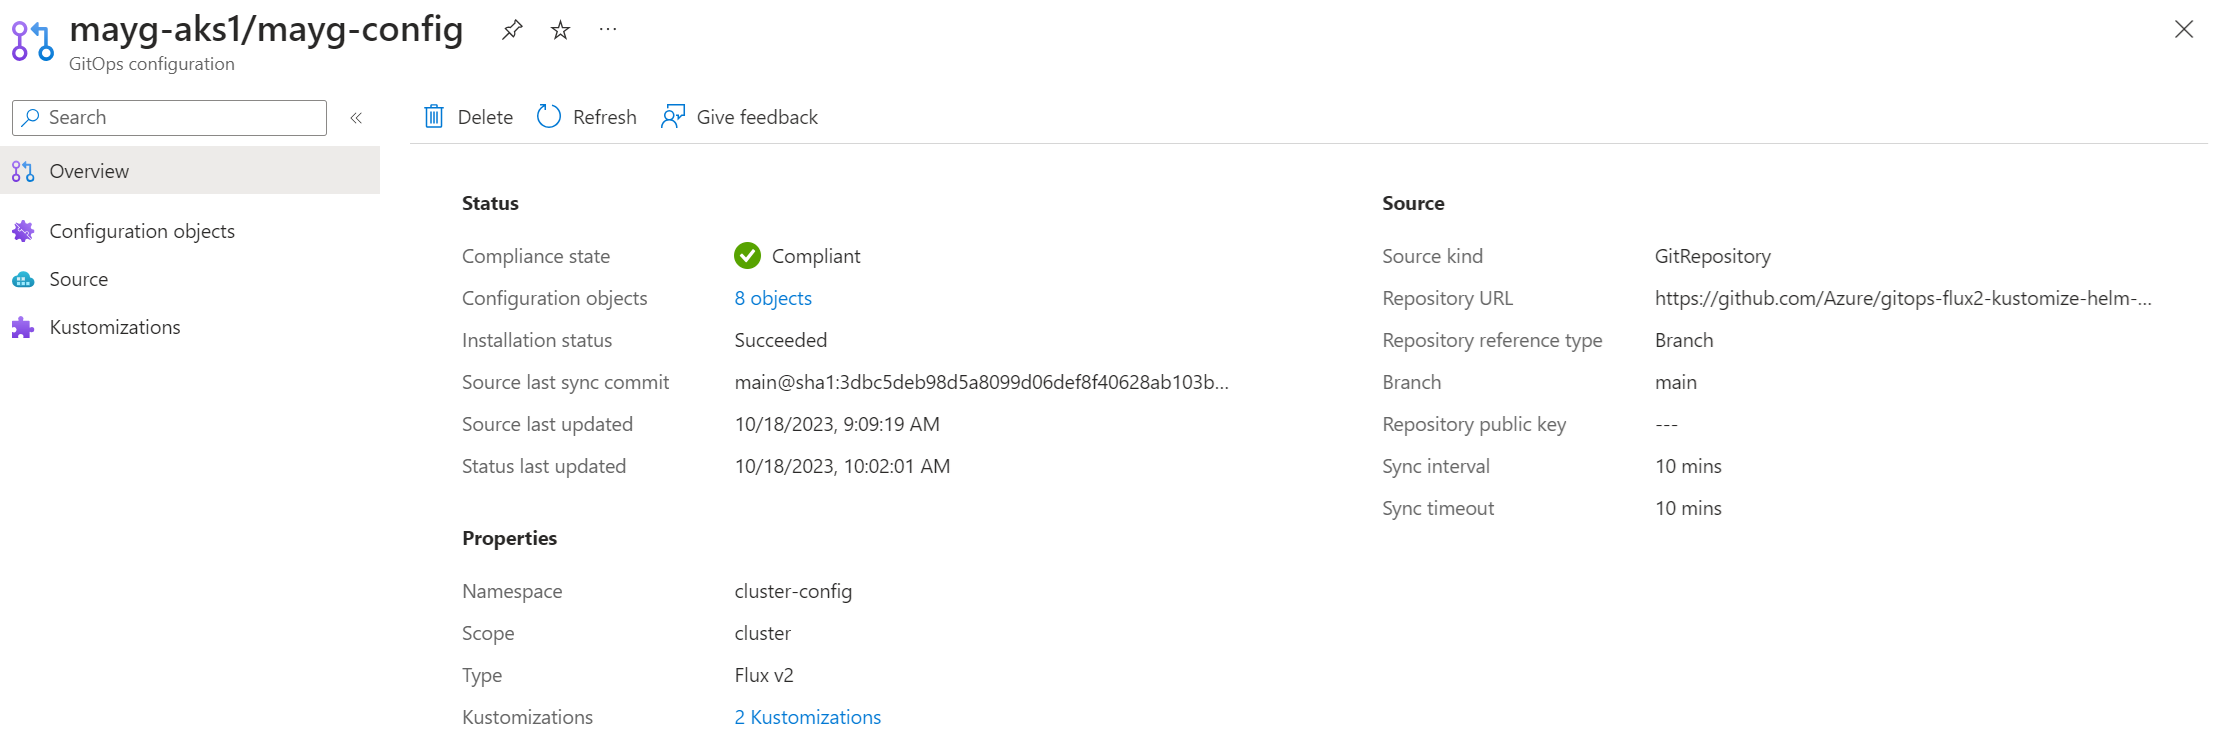 mayg-aks1/mayg-config
GitOps configuration
Search
Overview
Configuration objects
Source
Kustomizations
Delete Refresh Give feedback
Status
Compliance state Compliant
Configuration objects 8 objects
Installation status Succeeded
Source last sync commit main@sha1:3dbc5deb98d5a8099d06def8f40628ab103b...
Source last updated 10/18/2023, 9:09:19 AM
Status last updated 10/18/2023, 10:02:01 AM
Properties
Namespace cluster-config
Scope cluster
Type Flux v2
Kustomizations 2 Kustomizations
Source
Source kind GitRepository
Repository URL https://github.com/Azure/gitops-flux2-kustomize-helm-...
Repository reference type Branch
Branch main
Repository public key ---
Sync interval 10 mins
Sync timeout 10 mins